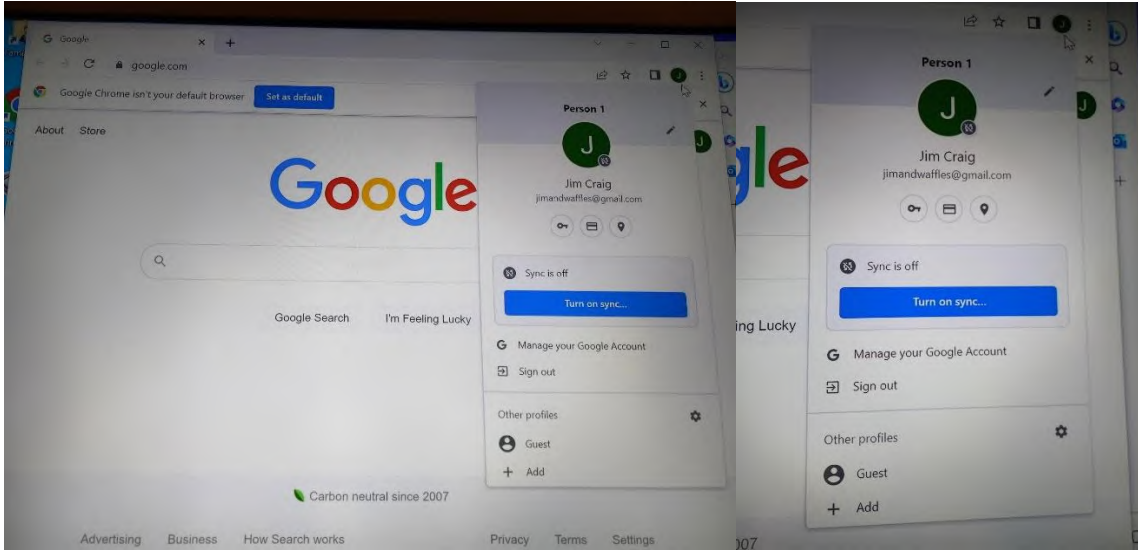 G Google × +
google.com
Google Chrome isn't your default browser Set as default
About Store
Google
Google Search I'm Feeling Lucky
Carbon neutral since 2007
Advertising Business How Search works Privacy Terms Settings
J
Person 1
J
J
Jim Craig
jimandwaffles@gmail.com
Sync is off
Turn on sync...
G Manage your Google Account
Sign out
Other profiles
Guest
+ Add
J
Person 1
J
J
Jim Craig
jimandwaffles@gmail.com
gle
Sync is off
Turn on sync...
ing Lucky
G Manage your Google Account
Sign out
Other profiles
Guest
+ Add
007